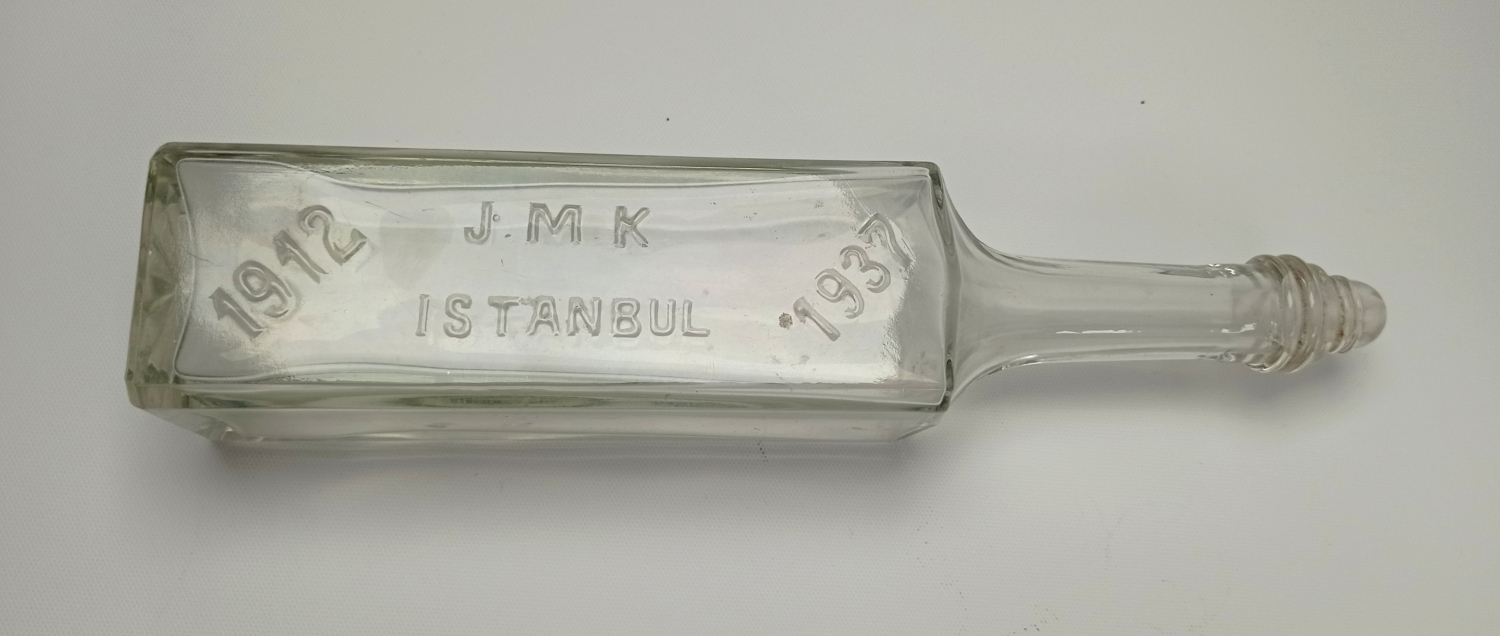 1912
J. M. K
ISTANBUL
1937